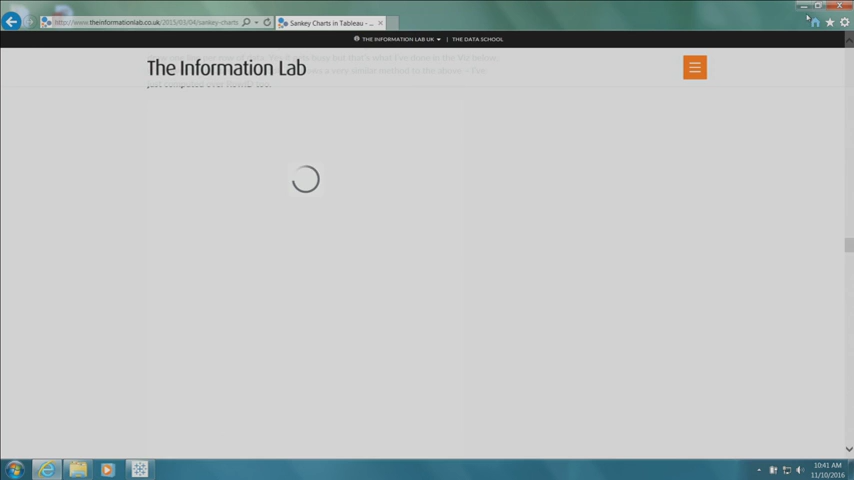 http://www.theinformationlab.co.uk/2015/03/04/sankey-charts
Sankey Charts in Tableau - ...
THE INFORMATION LAB UK | THE DATA SCHOOL
The Information Lab
10:41 AM
11/10/2016